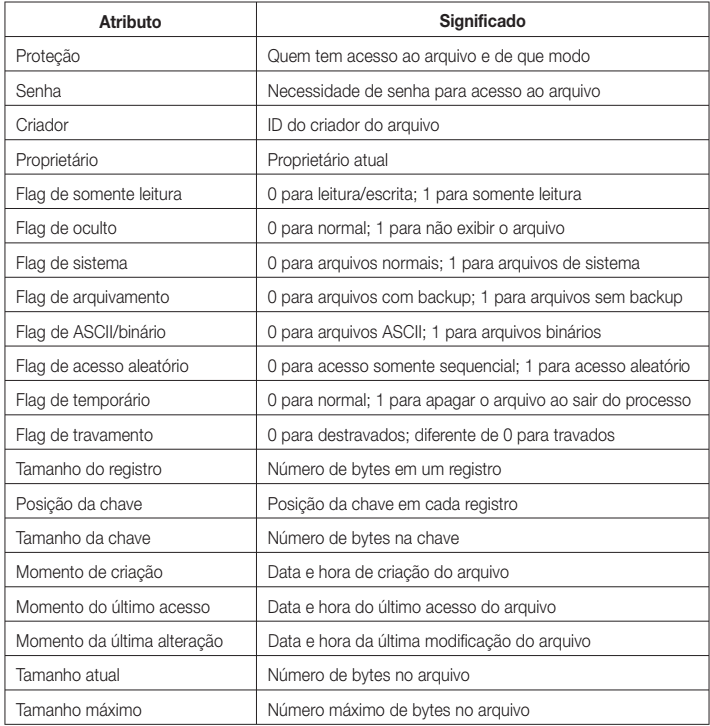 Atributo Significado
Proteção Quem tem acesso ao arquivo e de que modo
Senha Necessidade de senha para acesso ao arquivo
Criador ID do criador do arquivo
Proprietário Proprietário atual
Flag de somente leitura 0 para leitura/escrita; 1 para somente leitura
Flag de oculto 0 para normal; 1 para não exibir o arquivo
Flag de sistema 0 para arquivos normais; 1 para arquivos de sistema
Flag de arquivamento 0 para arquivos com backup; 1 para arquivos sem backup
Flag de ASCII/binário 0 para arquivos ASCII; 1 para arquivos binários
Flag de acesso aleatório 0 para acesso somente sequencial; 1 para acesso aleatório
Flag de temporário 0 para normal; 1 para apagar o arquivo ao sair do processo
Flag de travamento 0 para destravados; diferente de 0 para travados
Tamanho do registro Número de bytes em um registro
Posição da chave Posição da chave em cada registro
Tamanho da chave Número de bytes na chave
Momento de criação Data e hora de criação do arquivo
Momento do último acesso Data e hora do último acesso do arquivo
Momento da última alteração Data e hora da última modificação do arquivo
Tamanho atual Número de bytes no arquivo
Tamanho máximo Número máximo de bytes no arquivo